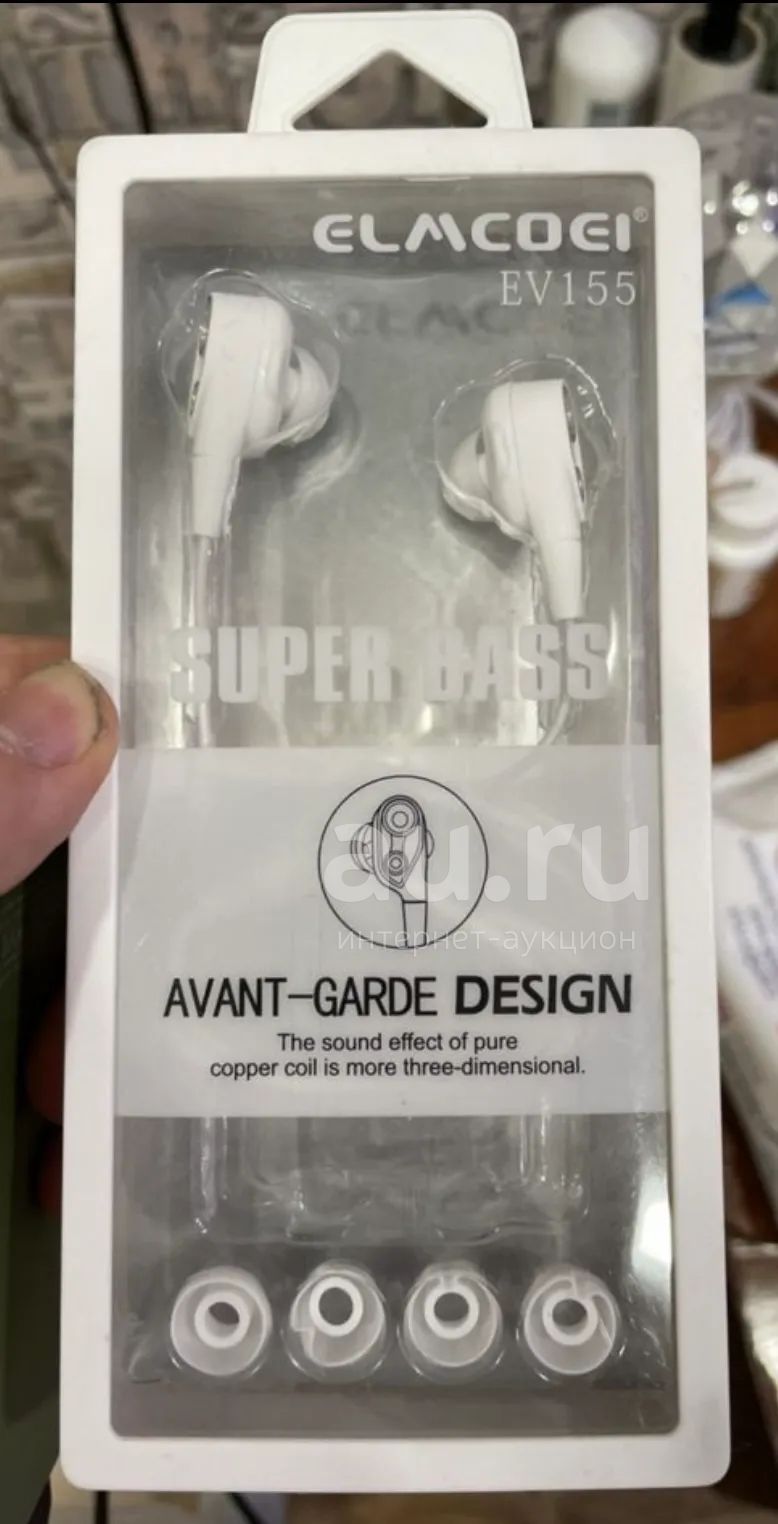 ELMCOEI®
EV155
SUPER BASS
au.ru
интернет-аукцион
AVANT-GARDE DESIGN
The sound effect of pure
copper coil is more three-dimensional.